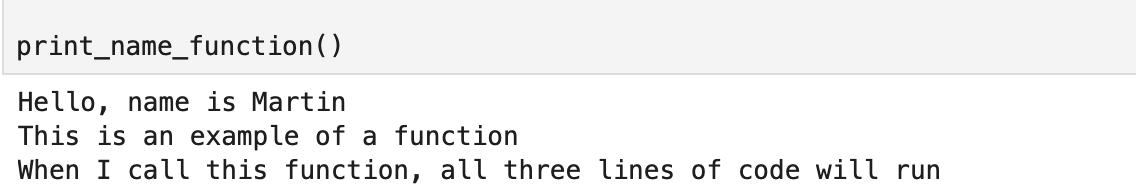 print_name_function()
Hello, name is Martin
This is an example of a function
When I call this function, all three lines of code will run